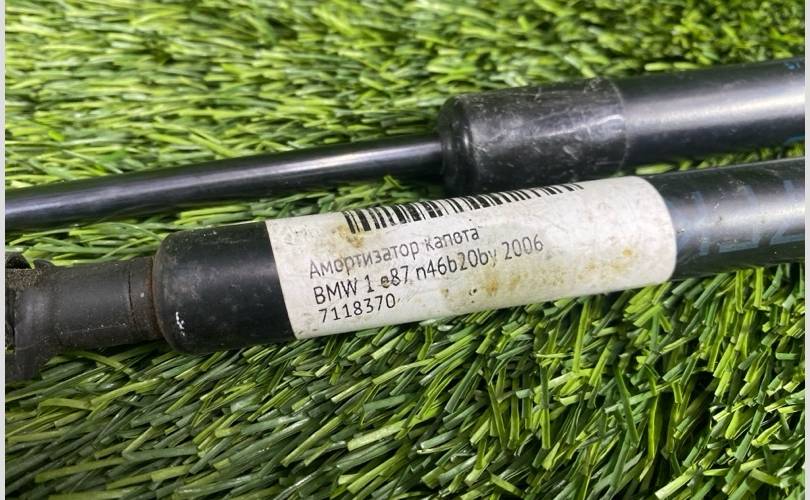 Амортизатор капота
BMW 1 e87 n46b20by 2006
7118370